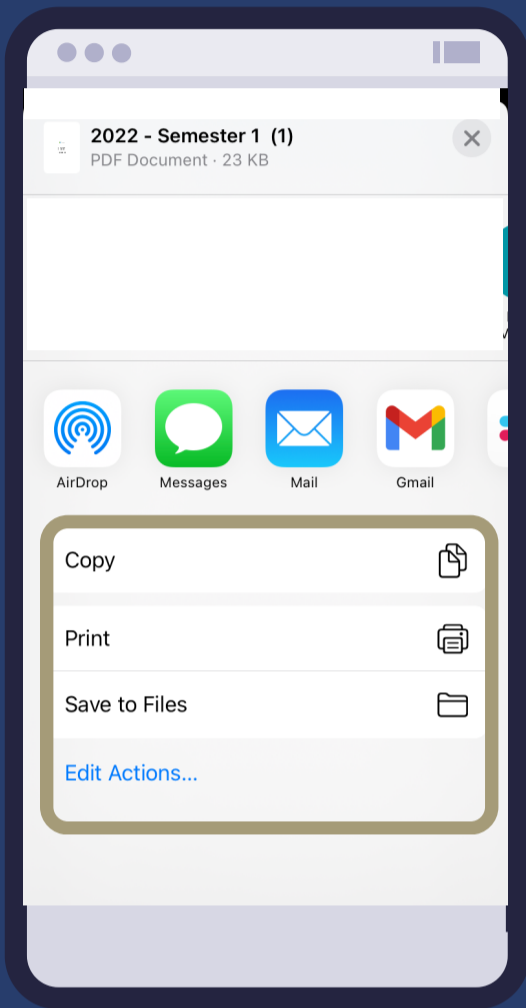 2022 - Semester 1 (1)
PDF Document · 23 KB
AirDrop
Messages
Mail
Gmail
Copy
Print
Save to Files
Edit Actions...